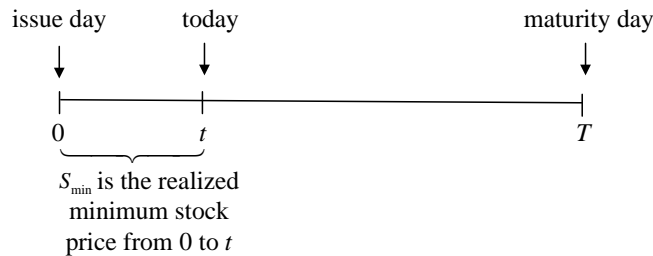 issue day today maturity day
0 t T
S_min is the realized
minimum stock
price from 0 to t